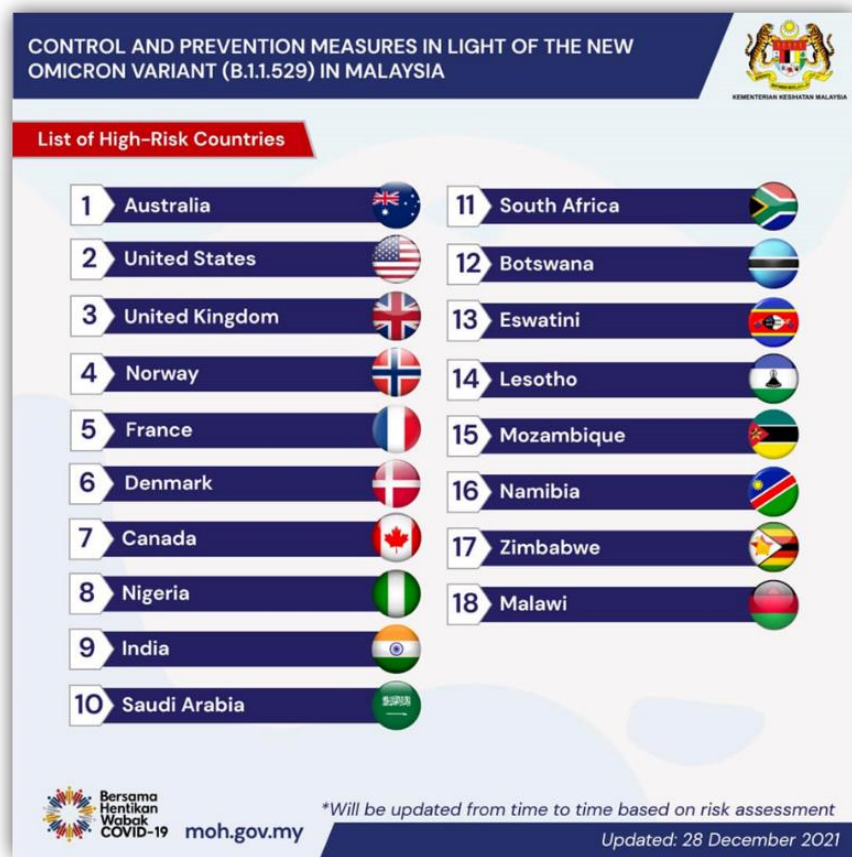 CONTROL AND PREVENTION MEASURES IN LIGHT OF THE NEW
OMICRON VARIANT (B.1.1.529) IN MALAYSIA
KEMENTERIAN KESIHATAN MALAYSIA
List of High-Risk Countries
1 Australia
2 United States
3 United Kingdom
4 Norway
5 France
6 Denmark
7 Canada
8 Nigeria
9 India
10 Saudi Arabia
11 South Africa
12 Botswana
13 Eswatini
14 Lesotho
15 Mozambique
16 Namibia
17 Zimbabwe
18 Malawi
Bersama
Hentikan
Wabak
COVID-19
moh.gov.my
*Will be updated from time to time based on risk assessment
Updated: 28 December 2021